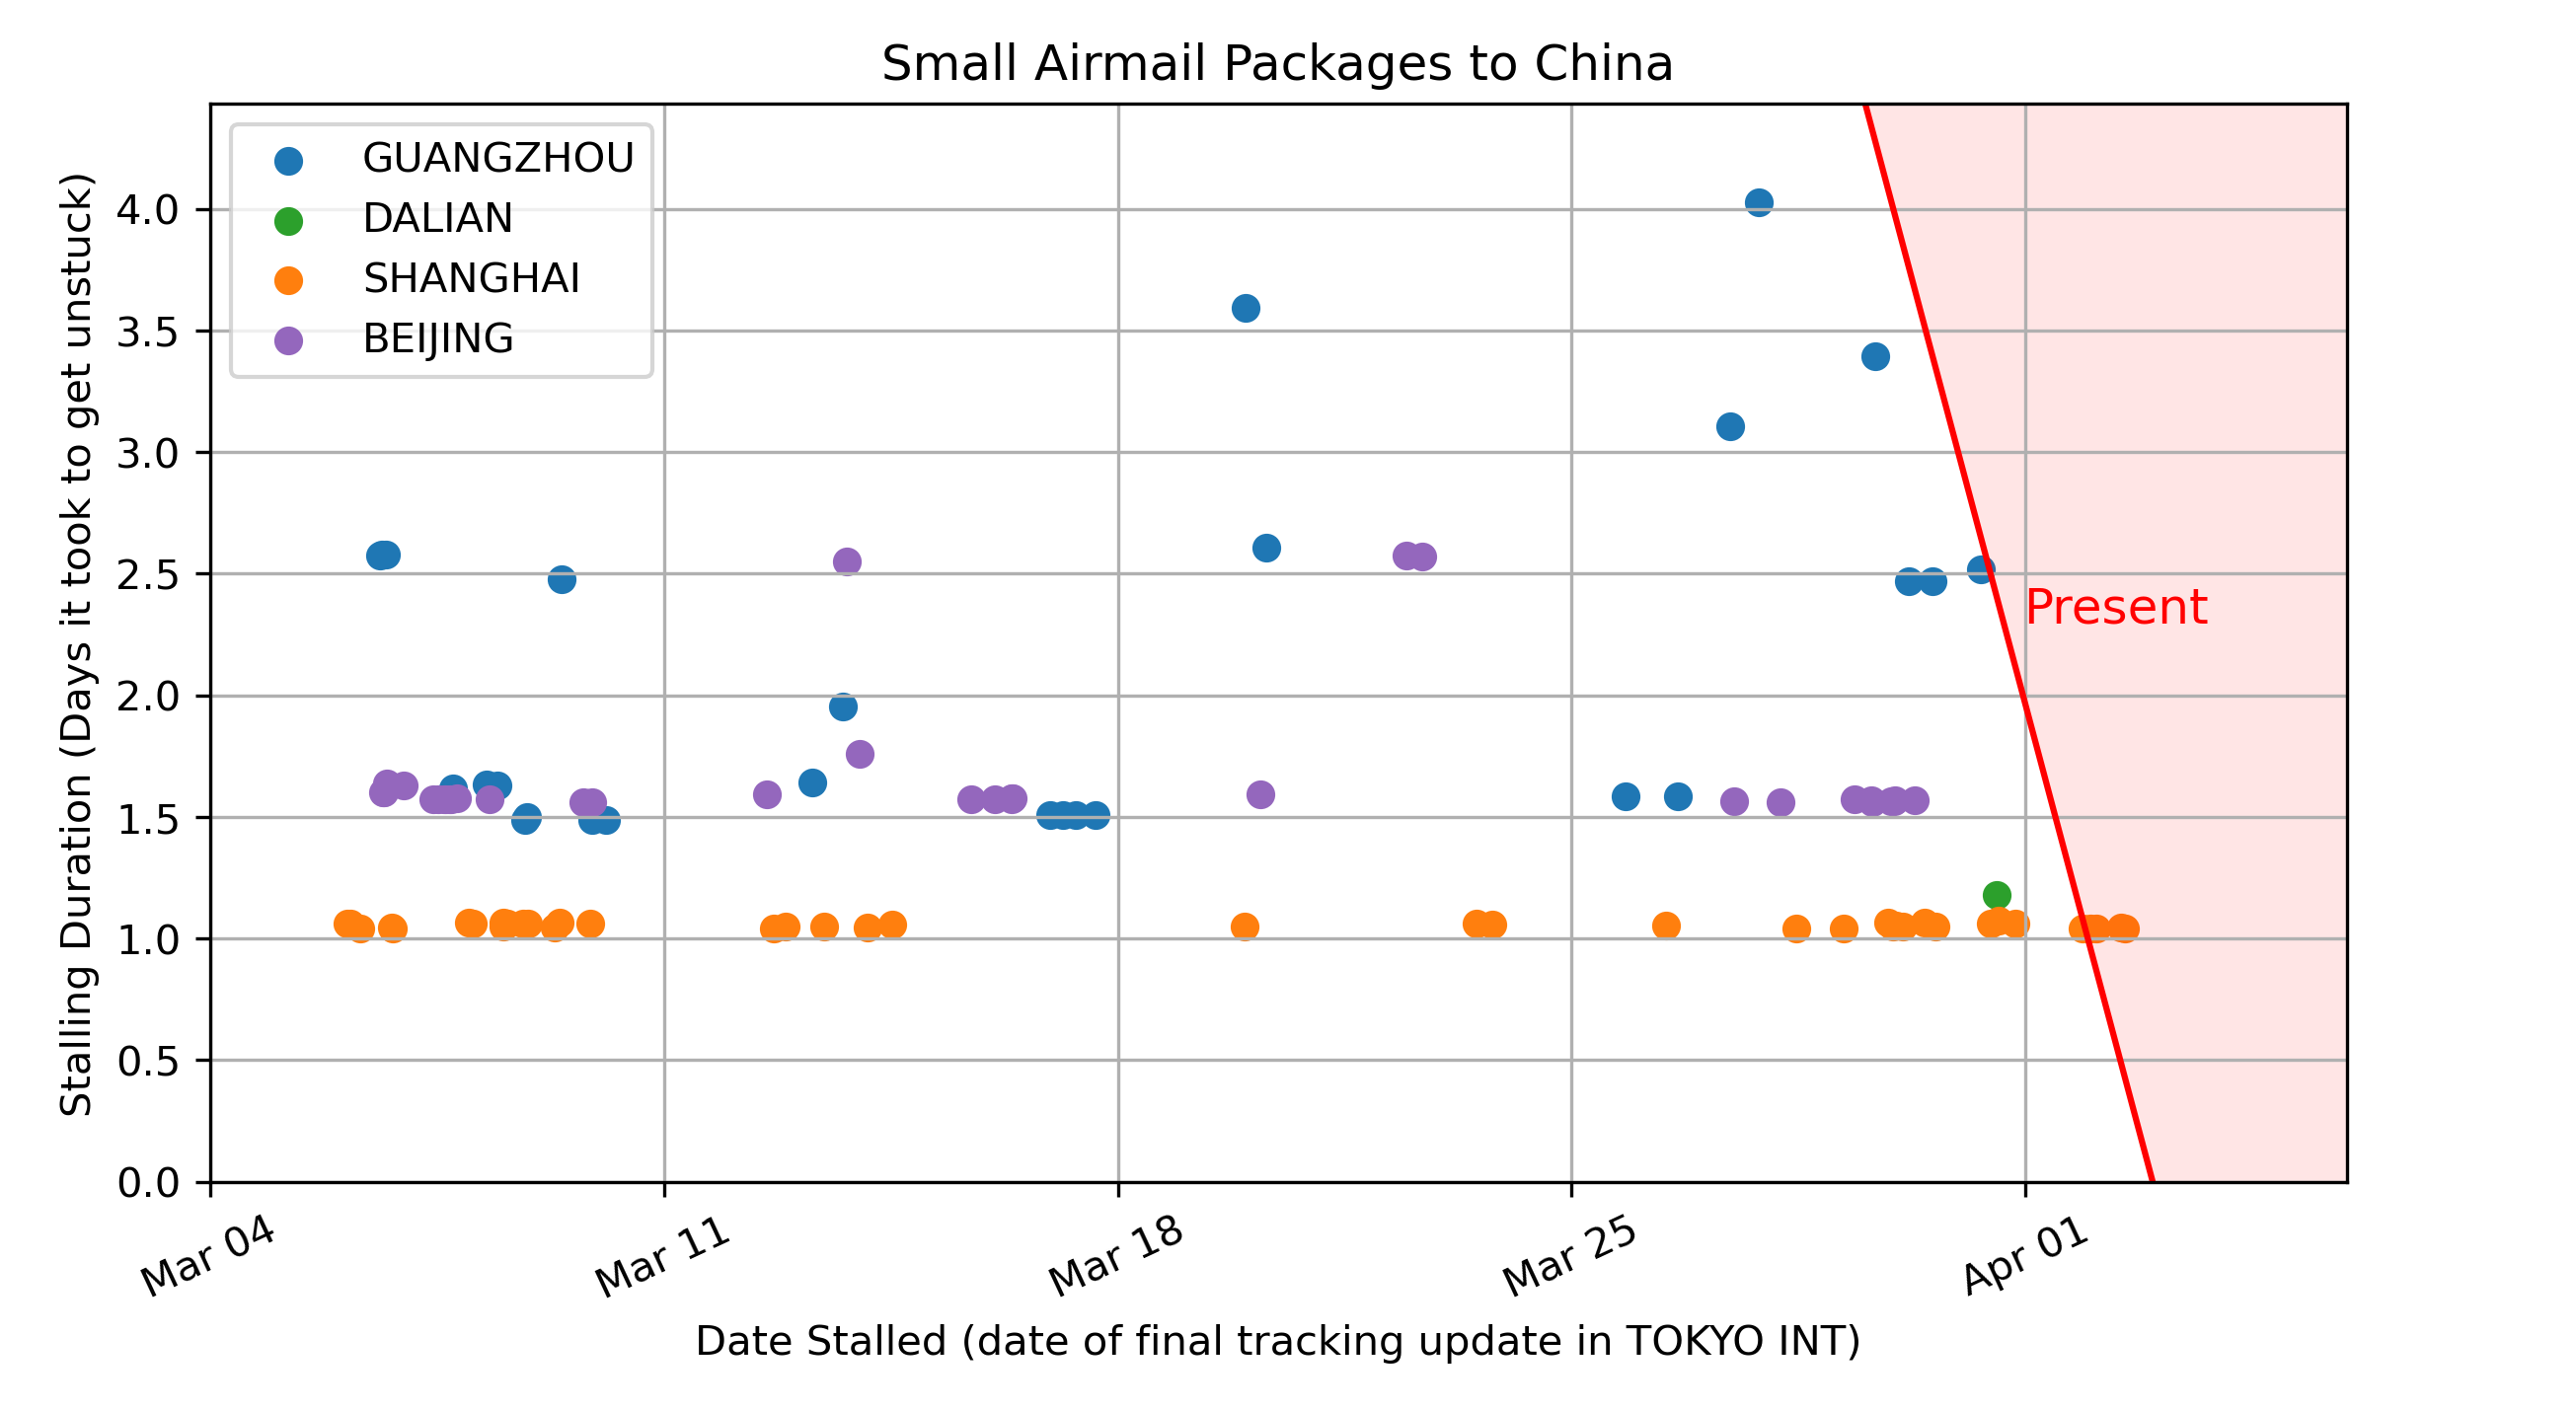 Small Airmail Packages to China
GUANGZHOU
DALIAN
SHANGHAI
BEIJING
Stalling Duration (Days it took to get unstuck)
4.0
3.5
3.0
2.5
2.0
1.5
1.0
0.5
0.0
Present
Mar 04
Mar 11
Mar 18
Mar 25
Apr 01
Date Stalled (date of final tracking update in TOKYO INT)